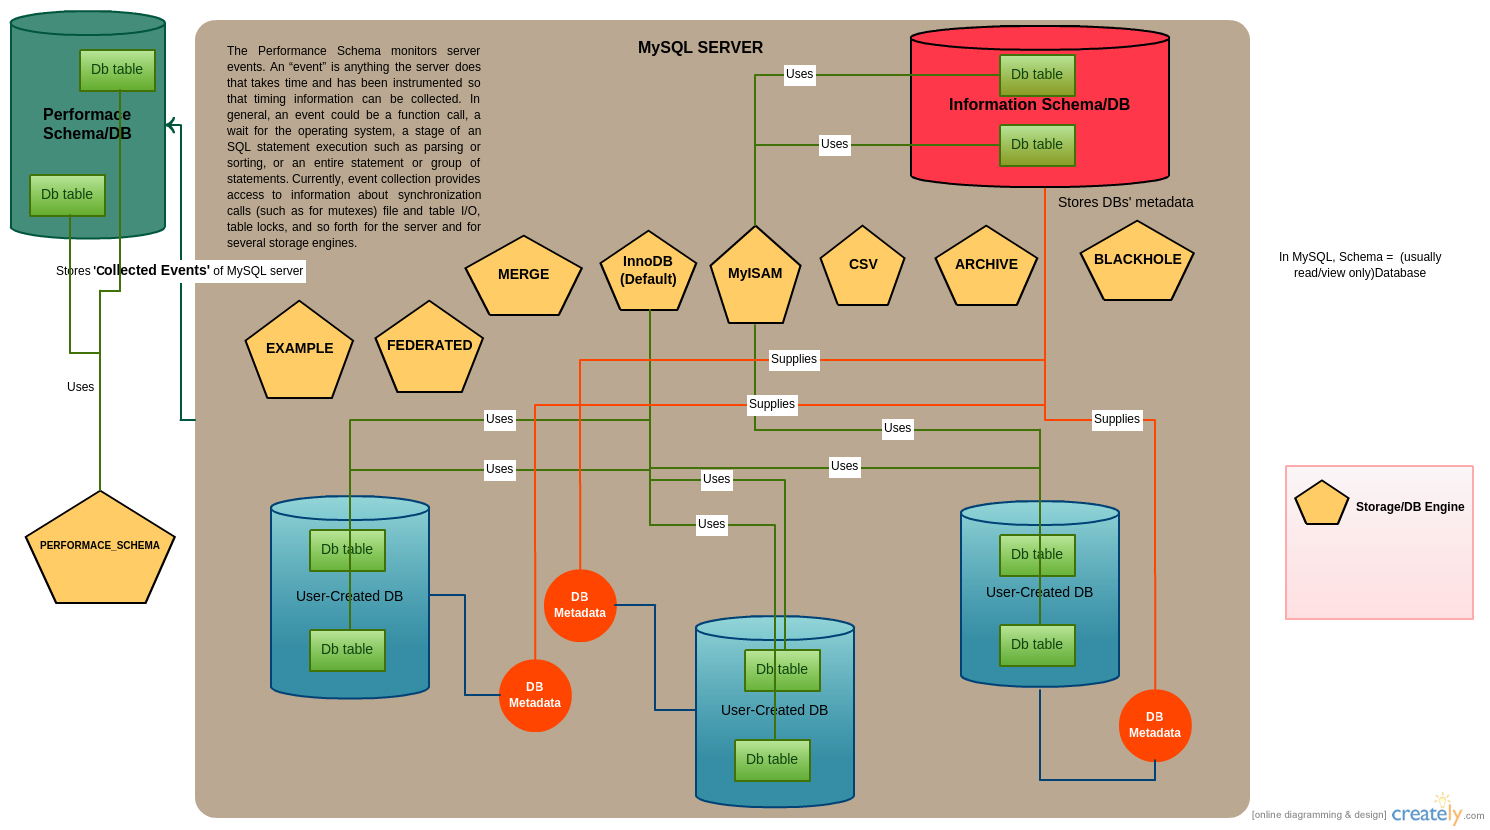 Db table
Performace
Schema/DB
Db table
The Performance Schema monitors server
events. An “event” is anything the server does
that takes time and has been instrumented so
that timing information can be collected. In
general, an event could be a function call, a
wait for the operating system, a stage of an
SQL statement execution such as parsing or
sorting, or an entire statement or group of
statements. Currently, event collection provides
access to information about synchronization
calls (such as for mutexes) file and table I/O,
table locks, and so forth for the server and for
several storage engines.
MySQL SERVER
Uses
Db table
Information Schema/DB
Uses
Db table
Stores DBs' metadata
Stores 'Collected Events' of MySQL server
MERGE
InnoDB
(Default)
MyISAM
CSV
ARCHIVE
BLACKHOLE
In MySQL, Schema = (usually
read/view only)Database
EXAMPLE
FEDERATED
Uses
Supplies
Supplies
Uses
Uses
Supplies
Uses
Uses
Uses
Uses
PERFORMACE_SCHEMA
Storage/DB Engine
Db table
User-Created DB
Db table
DB
Metadata
DB
Metadata
Db table
User-Created DB
Db table
Db table
User-Created DB
Db table
DB
Metadata
[online diagramming & design] creately.com